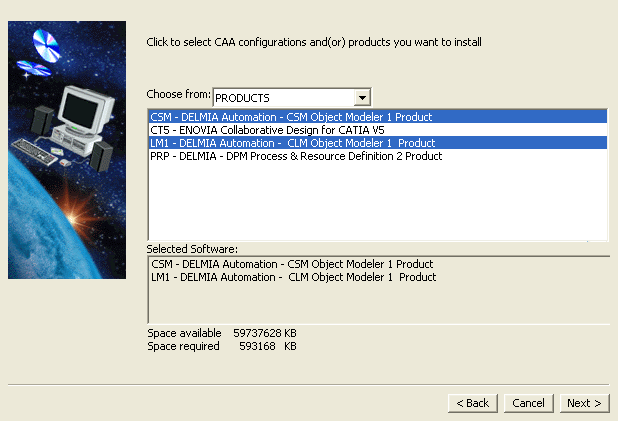 Click to select CAA configurations and(or) products you want to install
Choose from: PRODUCTS
CSM - DELMIA Automation - CSM Object Modeler 1 Product
CT5 - ENOVIA Collaborative Design for CATIA V5
LM1 - DELMIA Automation -  CLM Object Modeler 1  Product
PRP - DELMIA - DPM Process & Resource Definition 2 Product
Selected Software:
CSM - DELMIA Automation - CSM Object Modeler 1 Product
LM1 - DELMIA Automation -  CLM Object Modeler 1  Product
Space available 59737628 KB
Space required 593168 KB
< Back Cancel Next >